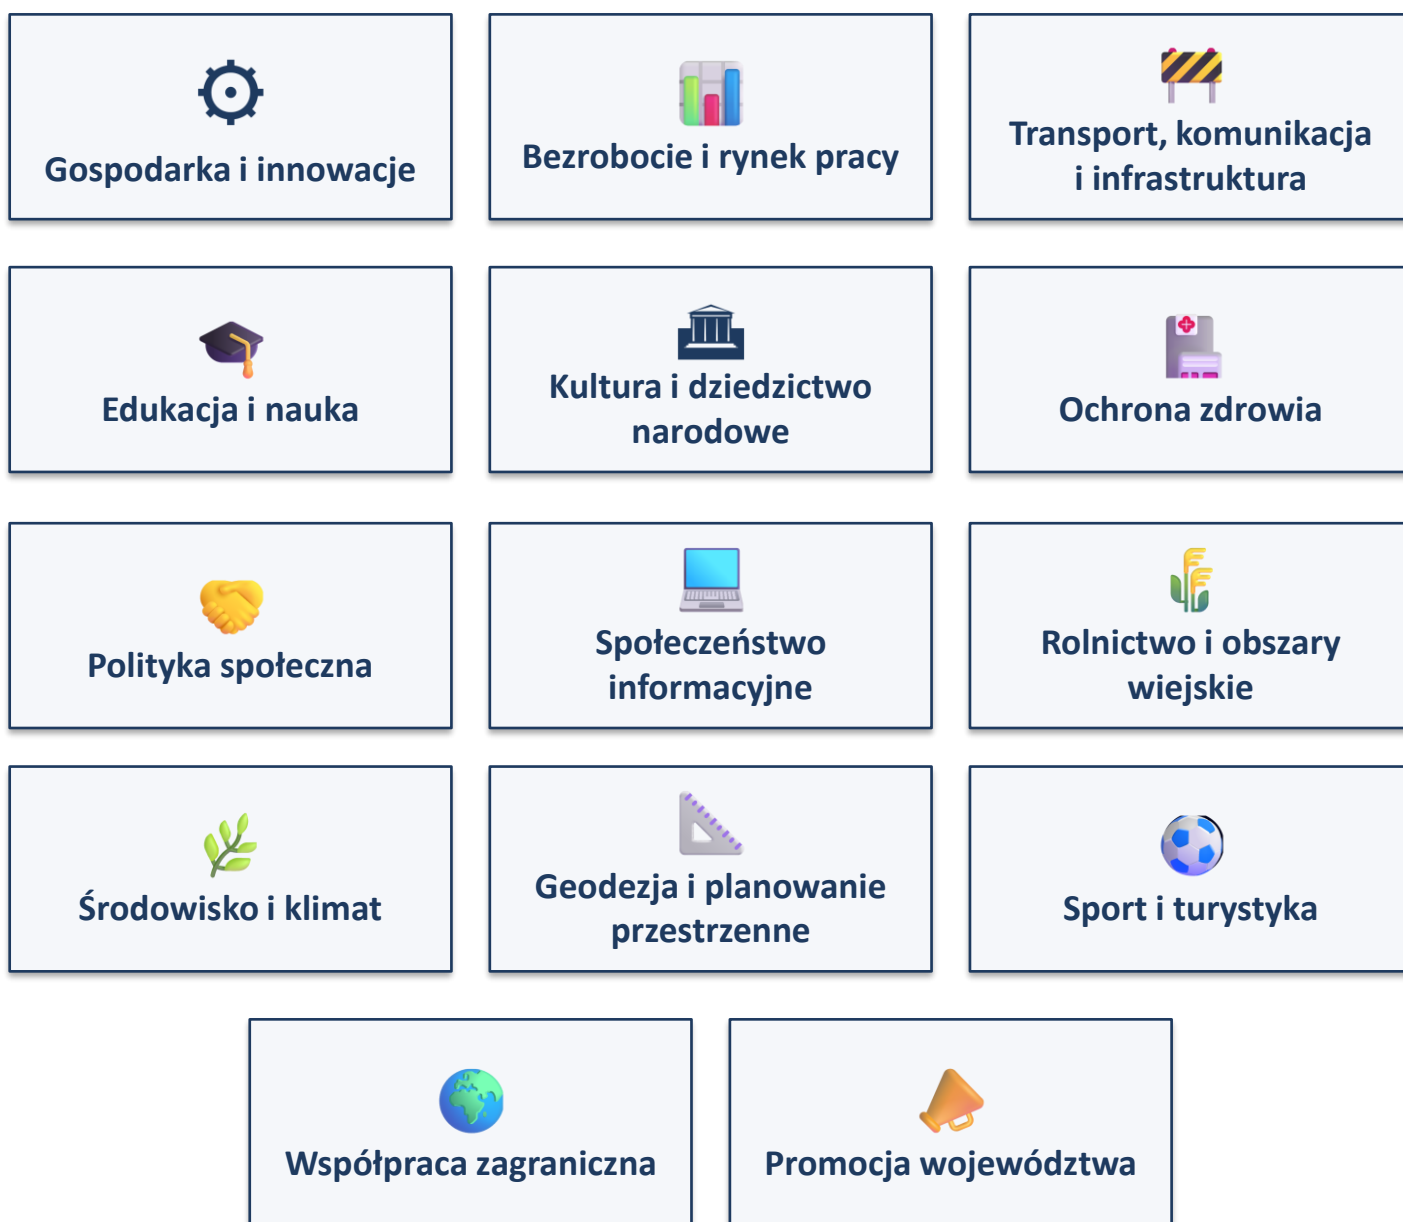 Gospodarka i innowacje
Bezrobocie i rynek pracy
Transport, komunikacja
i infrastruktura
Edukacja i nauka
Kultura i dziedzictwo
narodowe
Ochrona zdrowia
Polityka społeczna
Społeczeństwo
informacyjne
Rolnictwo i obszary
wiejskie
Środowisko i klimat
Geodezja i planowanie
przestrzenne
Sport i turystyka
Współpraca zagraniczna
Promocja województwa